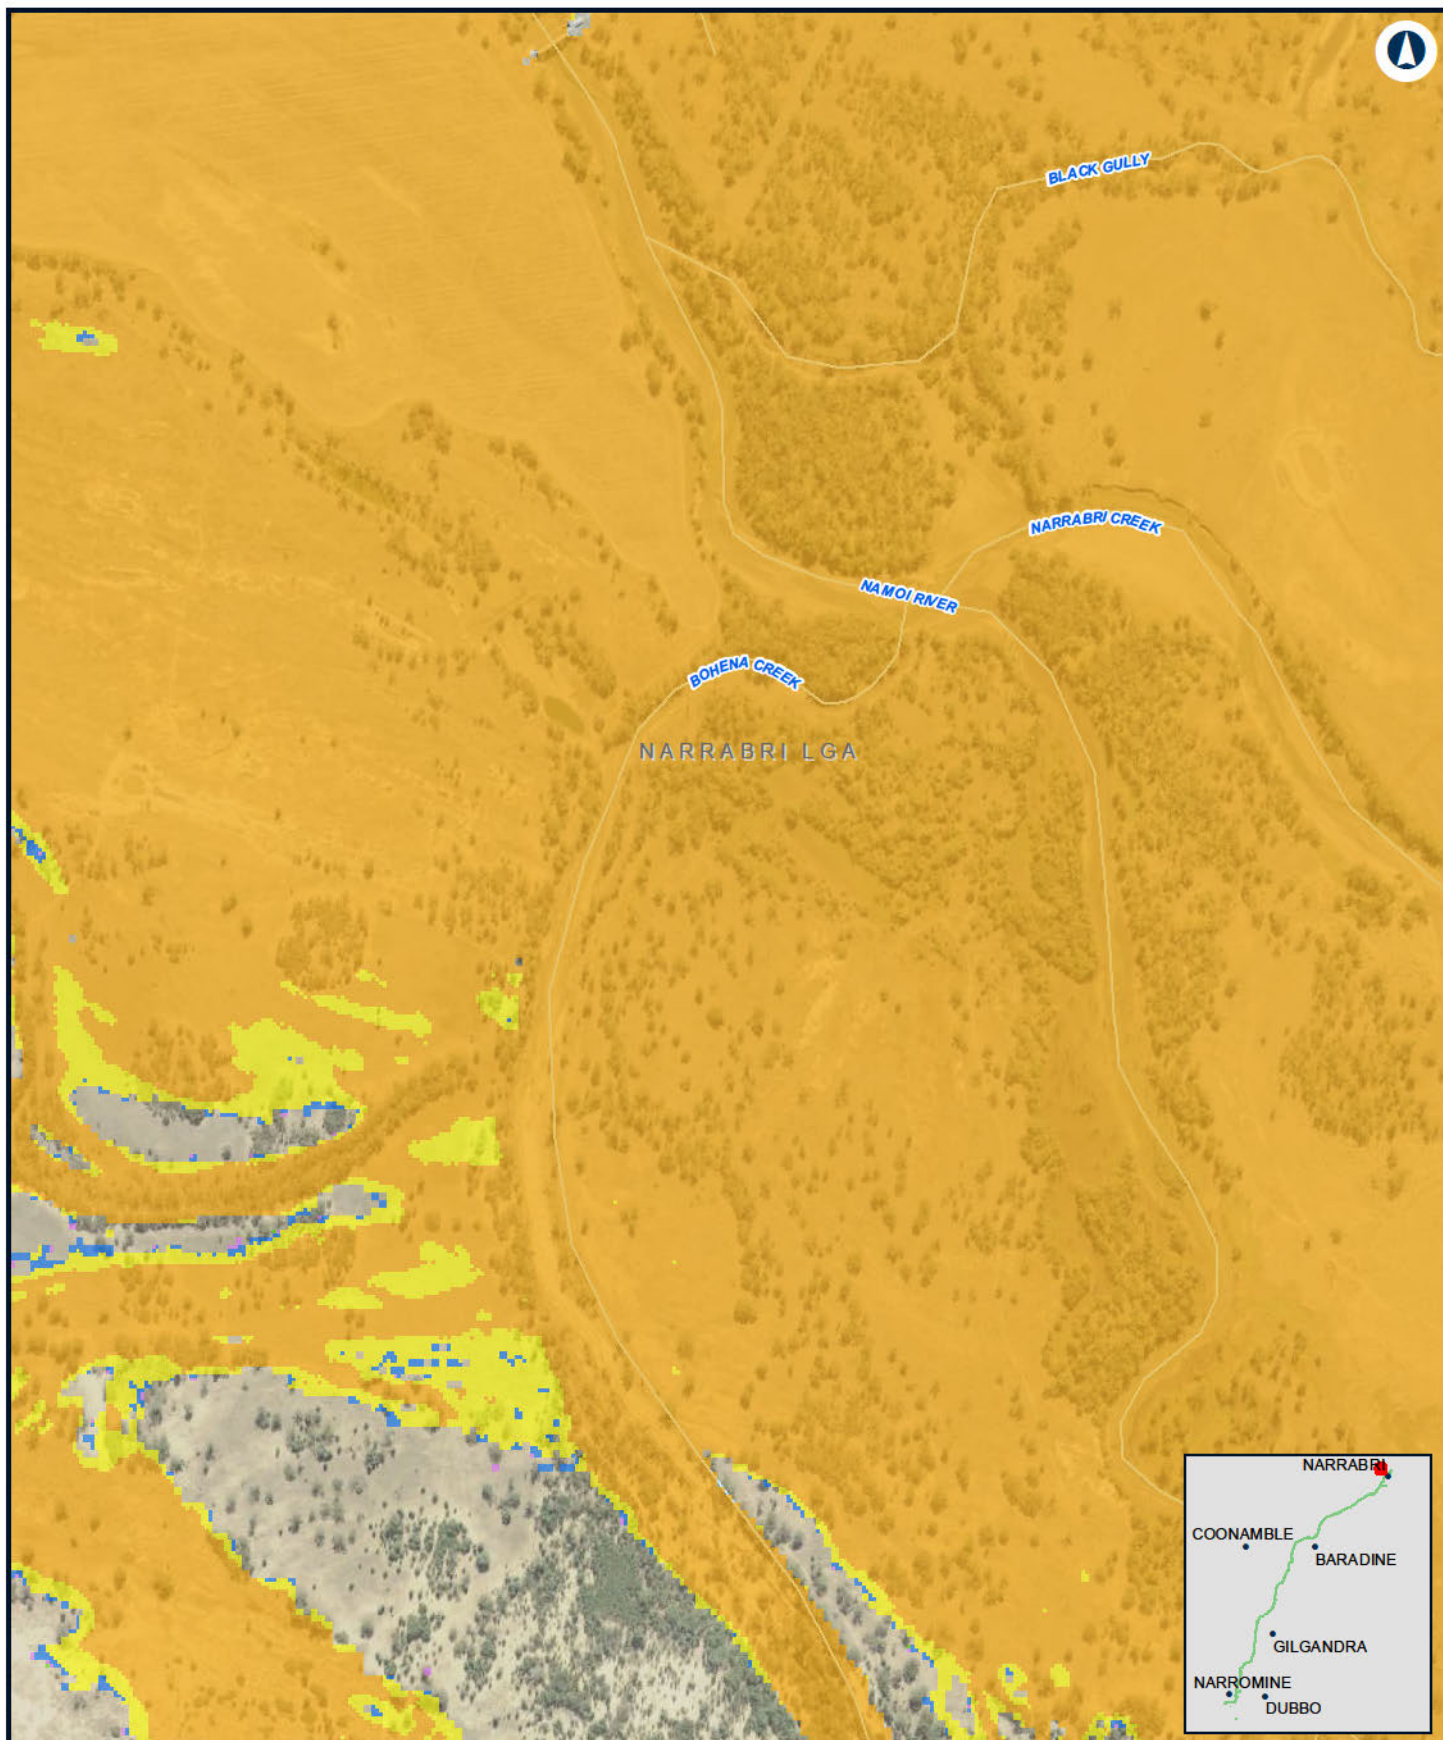 BLACK GULLY
NARRABRI CREEK
NAMOI RIVER
BOHENA CREEK
NARRABRI LGA
NARRABRI
COONAMBLE
BARADINE
GILGANDRA
NARROMINE
DUBBO